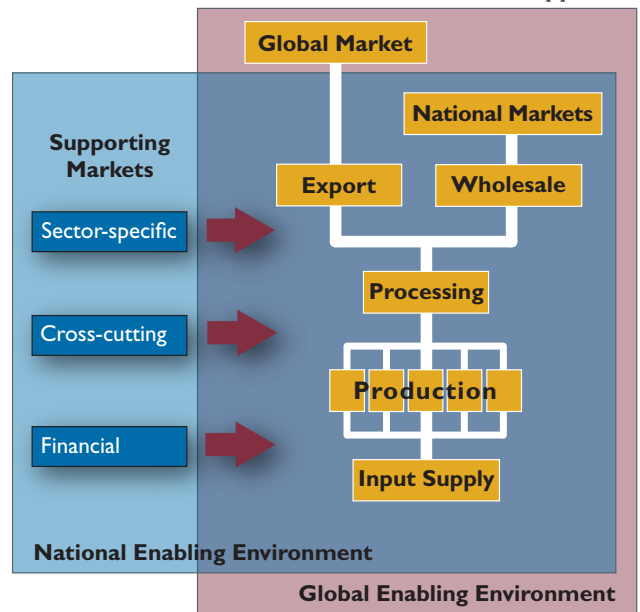 Global Market
National Markets
Supporting
Markets
Export
Wholesale
Sector-specific
Processing
Cross-cutting
Production
Financial
Input Supply
National Enabling Environment
Global Enabling Environment